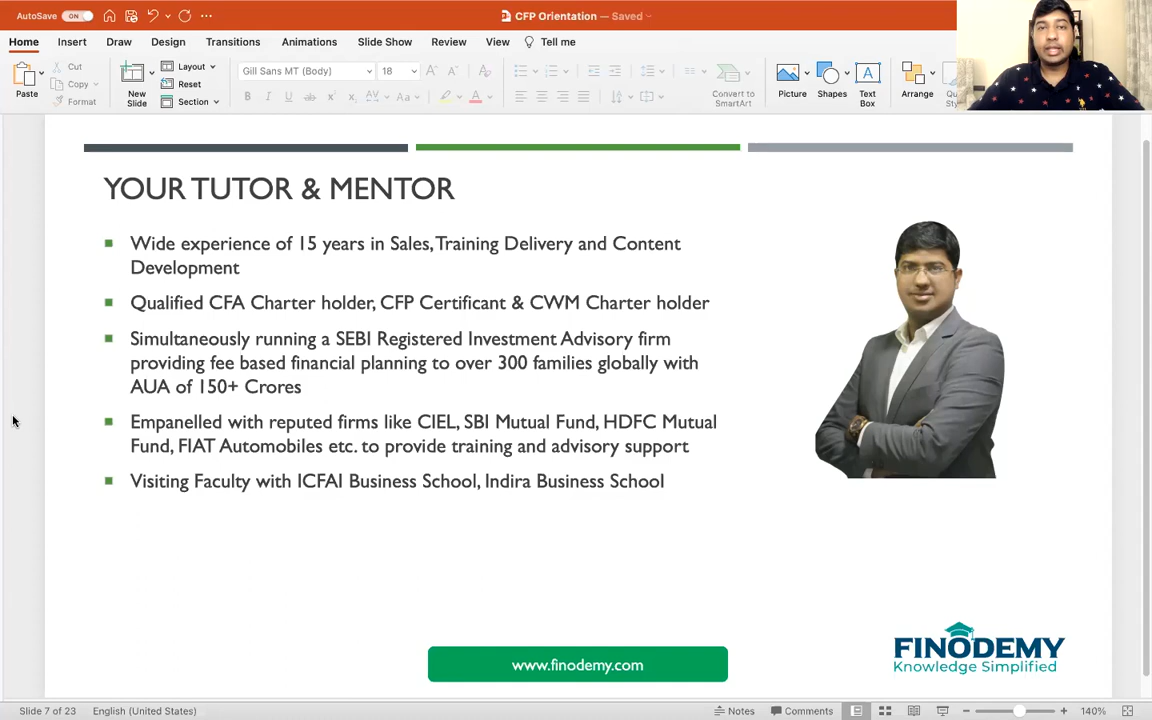 AutoSave ON
CFP Orientation — Saved
Home Insert Draw Design Transitions Animations Slide Show Review View Tell me
Paste
Cut
Copy
Format
New
Slide
Layout
Reset
Section
Gill Sans MT (Body) 18
Convert to
SmartArt
Picture
Shapes
Text
Box
Arrange
YOUR TUTOR & MENTOR
Wide experience of 15 years in Sales, Training Delivery and Content
Development
Qualified CFA Charter holder, CFP Certificant & CWM Charter holder
Simultaneously running a SEBI Registered Investment Advisory firm
providing fee based financial planning to over 300 families globally with
AUA of 150+ Crores
Empanelled with reputed firms like CIEL, SBI Mutual Fund, HDFC Mutual
Fund, FIAT Automobiles etc. to provide training and advisory support
Visiting Faculty with ICFAI Business School, Indira Business School
FINODEMY
Knowledge Simplified
www.finodemy.com
Slide 7 of 23 English (United States) Notes Comments 140%